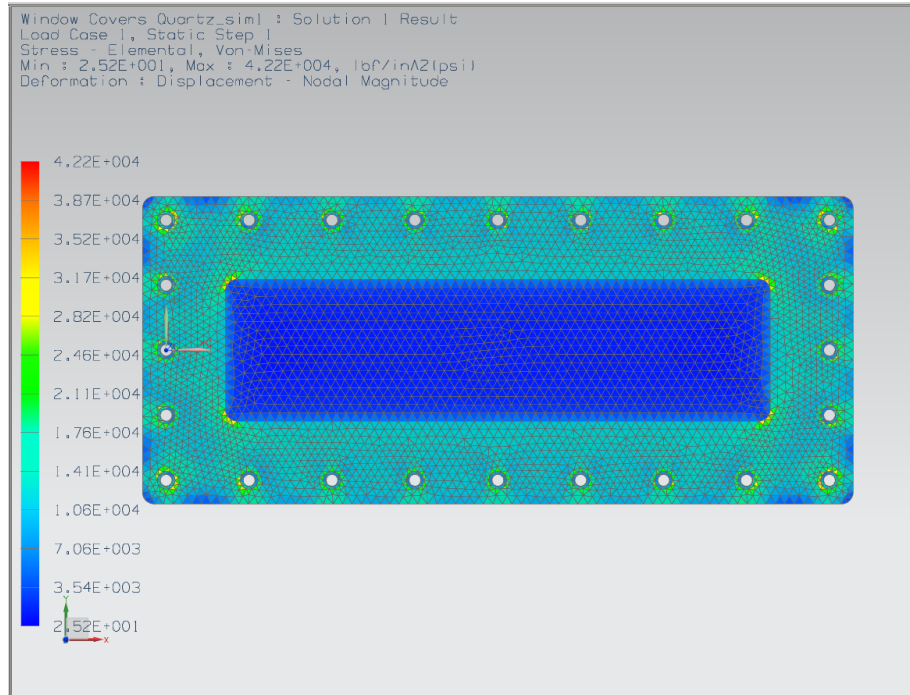 Window Covers Quartz_sim1 : Solution 1 Result
Load Case 1, Static Step 1
Stress - Elemental, Von-Mises
Min : 2.52E+001, Max : 4.22E+004, lbf/in^2(psi)
Deformation : Displacement - Nodal Magnitude
4.22E+004
3.87E+004
3.52E+004
3.17E+004
2.82E+004
2.46E+004
2.11E+004
1.76E+004
1.41E+004
1.06E+004
7.06E+003
3.54E+003
2.52E+001
Y
X